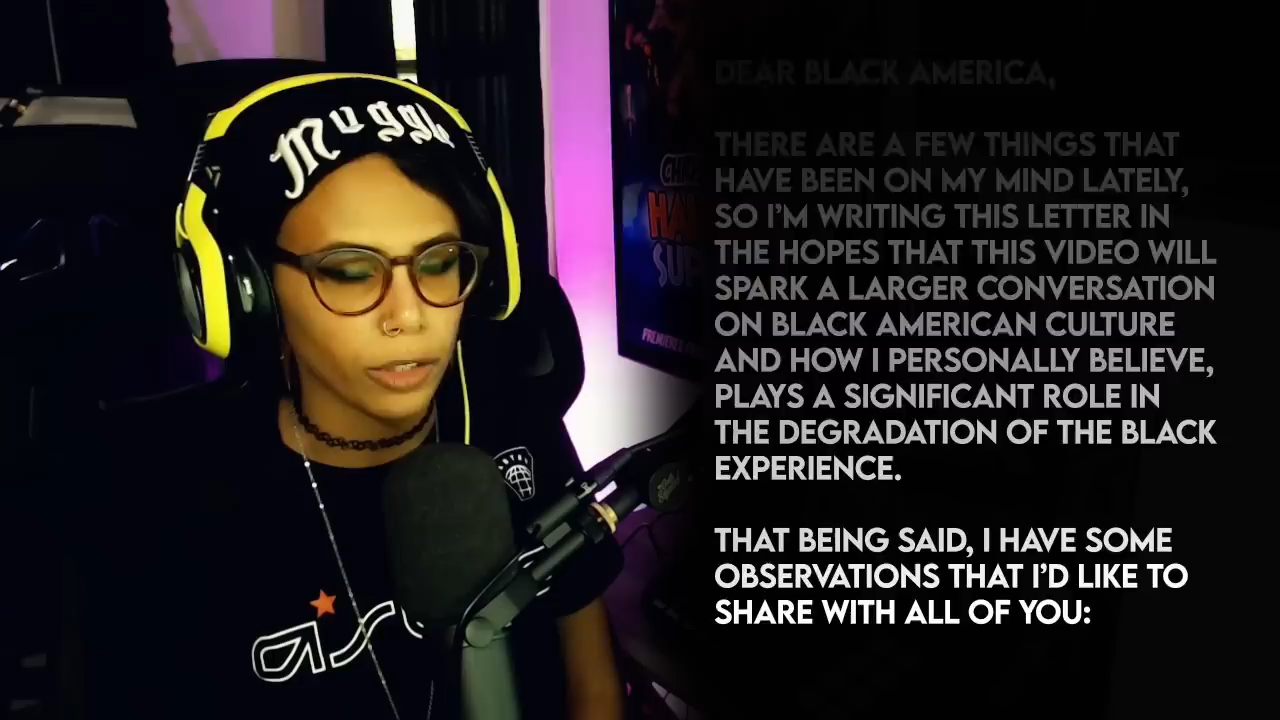 Muggle
DEAR BLACK AMERICA,
THERE ARE A FEW THINGS THAT
HAVE BEEN ON MY MIND LATELY,
SO I'M WRITING THIS LETTER IN
THE HOPES THAT THIS VIDEO WILL
SPARK A LARGER CONVERSATION
ON BLACK AMERICAN CULTURE
AND HOW I PERSONALLY BELIEVE,
PLAYS A SIGNIFICANT ROLE IN
THE DEGRADATION OF THE BLACK
EXPERIENCE.
THAT BEING SAID, I HAVE SOME
OBSERVATIONS THAT I'D LIKE TO
SHARE WITH ALL OF YOU: